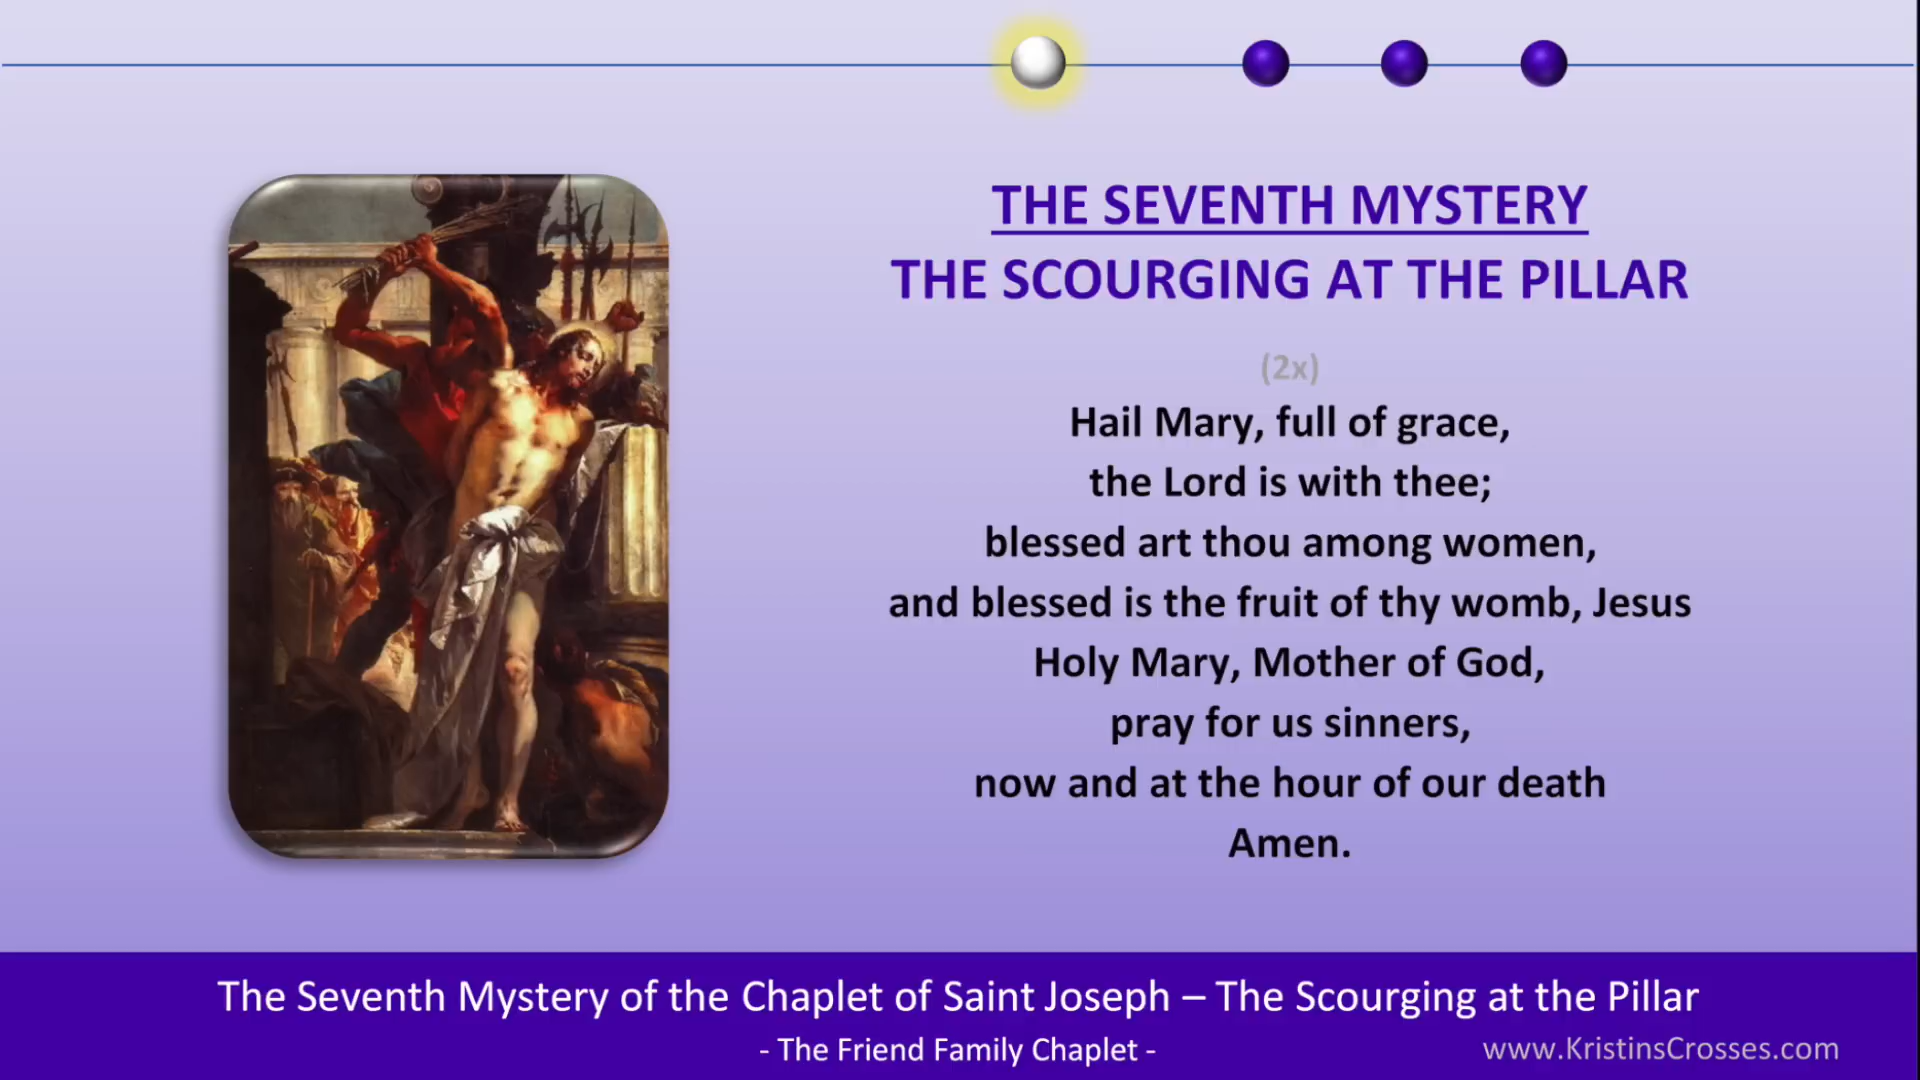 THE SEVENTH MYSTERY
THE SCOURGING AT THE PILLAR
(2x)
Hail Mary, full of grace,
the Lord is with thee;
blessed art thou among women,
and blessed is the fruit of thy womb, Jesus
Holy Mary, Mother of God,
pray for us sinners,
now and at the hour of our death
Amen.
The Seventh Mystery of the Chaplet of Saint Joseph – The Scourging at the Pillar
- The Friend Family Chaplet -
www.KristinsCrosses.com